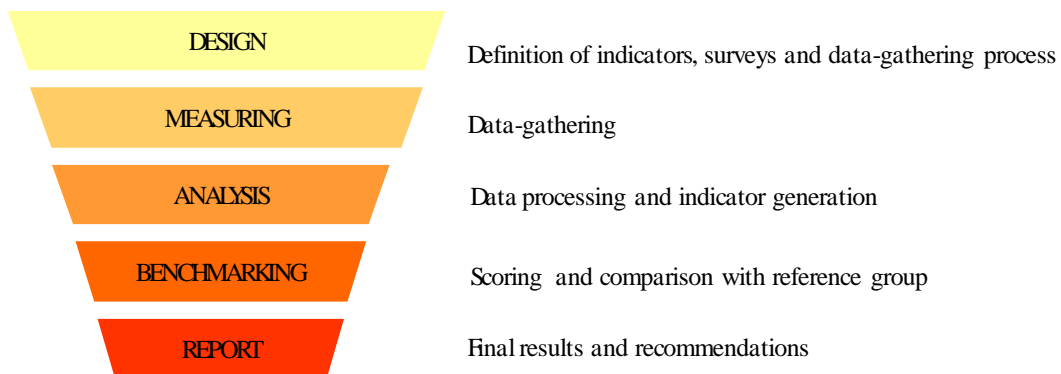 DESIGN
Definition of indicators, surveys and data-gathering process
MEASURING
Data-gathering
ANALYSIS
Data processing and indicator generation
BENCHMARKING
Scoring and comparison with reference group
REPORT
Final results and recommendations